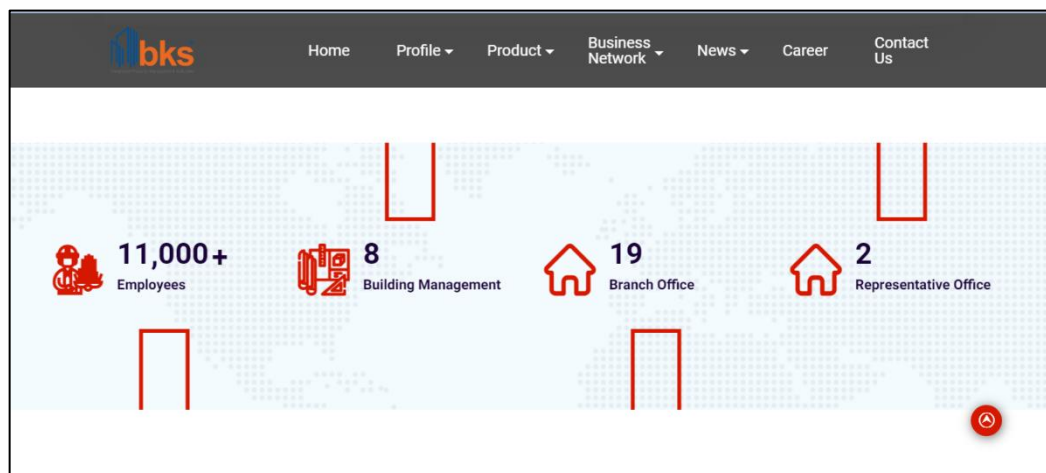 bks
Home
Profile
Product
Business
Network
News
Career
Contact
Us
11,000+
Employees
8
Building Management
19
Branch Office
2
Representative Office